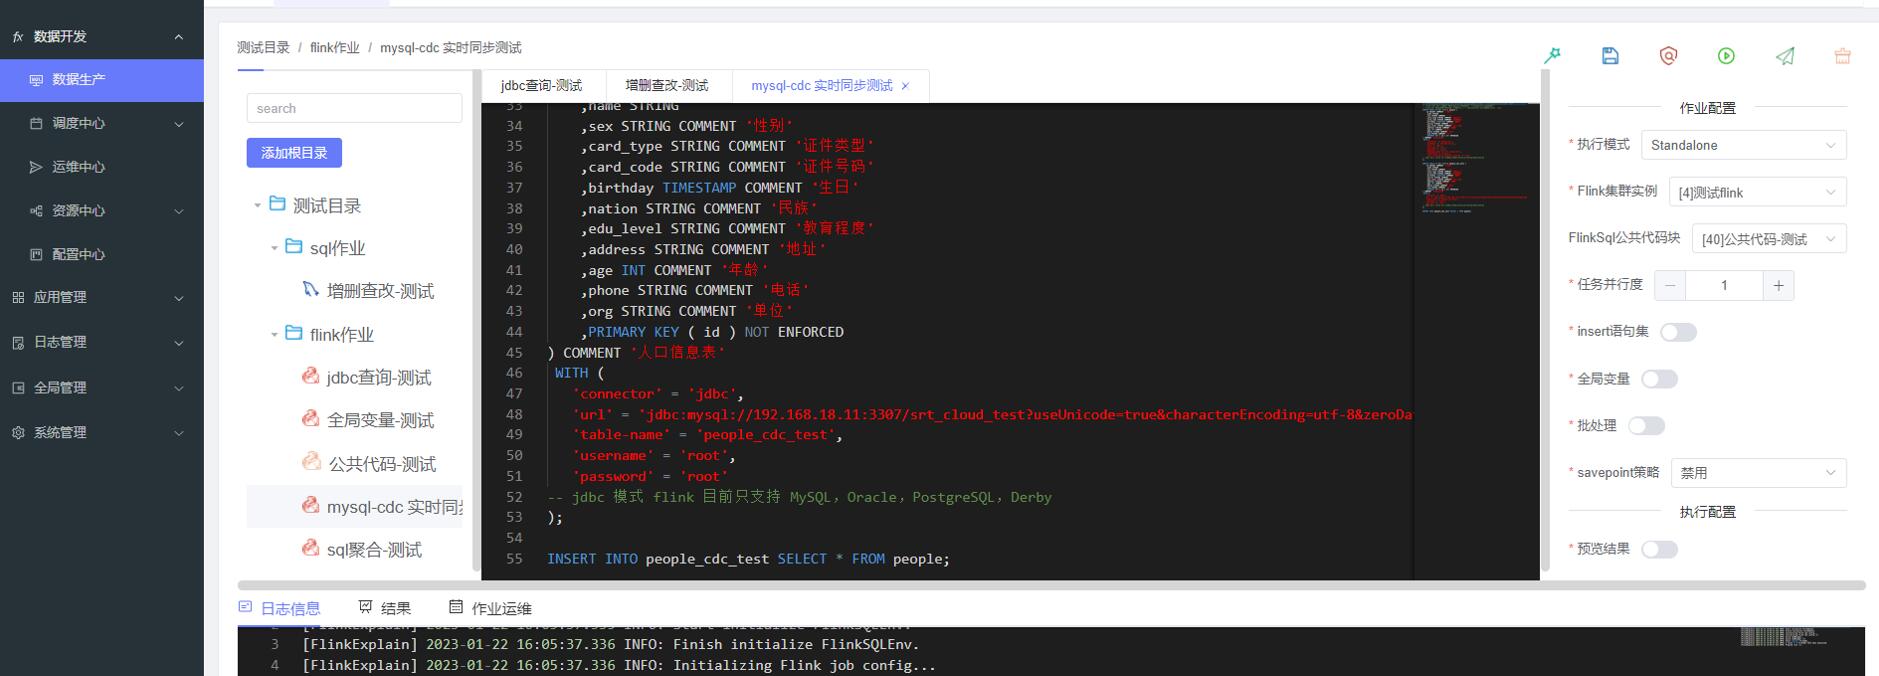 数据开发
数据生产
调度中心
运维中心
资源中心
配置中心
应用管理
日志管理
全局管理
系统管理
测试目录 / flink作业 / mysql-cdc 实时同步测试
search
添加根目录
测试目录
sql作业
增删查改-测试
flink作业
jdbc查询-测试
全局变量-测试
公共代码-测试
mysql-cdc 实时同步
sql聚合-测试
jdbc查询-测试
增删查改-测试
mysql-cdc 实时同步测试 ×
33 ,name STRING
34 ,sex STRING COMMENT '性别'
35 ,card_type STRING COMMENT '证件类型'
36 ,card_code STRING COMMENT '证件号码'
37 ,birthday TIMESTAMP COMMENT '生日'
38 ,nation STRING COMMENT '民族'
39 ,edu_level STRING COMMENT '教育程度'
40 ,address STRING COMMENT '地址'
41 ,age INT COMMENT '年龄'
42 ,phone STRING COMMENT '电话'
43 ,org STRING COMMENT '单位'
44 ,PRIMARY KEY ( id ) NOT ENFORCED
45 ) COMMENT '人口信息表'
46 WITH (
47 'connector' = 'jdbc',
48 'url' = 'jdbc:mysql://192.168.18.11:3307/srt_cloud_test?useUnicode=true&characterEncoding=utf-8&zeroDa
49 'table-name' = 'people_cdc_test',
50 'username' = 'root',
51 'password' = 'root'
52 -- jdbc 模式 flink 目前只支持 MySQL，Oracle，PostgreSQL，Derby
53 );
54
55 INSERT INTO people_cdc_test SELECT * FROM people;
作业配置
* 执行模式 Standalone
* Flink集群实例 [4]测试flink
FlinkSql公共代码块 [40]公共代码-测试
* 任务并行度 − 1 +
* insert语句集
* 全局变量
* 批处理
* savepoint策略 禁用
执行配置
* 预览结果
日志信息
结果
作业运维
2 [FlinkExplain] 2023-01-22 16:05:37.336 INFO: Start initialize FlinkSQLEnv.
3 [FlinkExplain] 2023-01-22 16:05:37.336 INFO: Finish initialize FlinkSQLEnv.
4 [FlinkExplain] 2023-01-22 16:05:37.336 INFO: Initializing Flink job config...